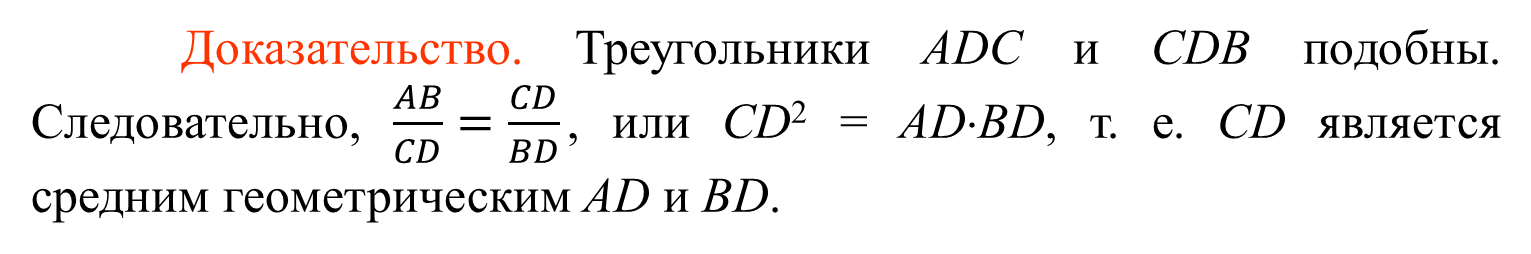 Доказательство. Треугольники ADC и CDB подобны.
Следовательно, AB/CD = CD/BD, или CD² = AD·BD, т. е. CD является
средним геометрическим AD и BD.